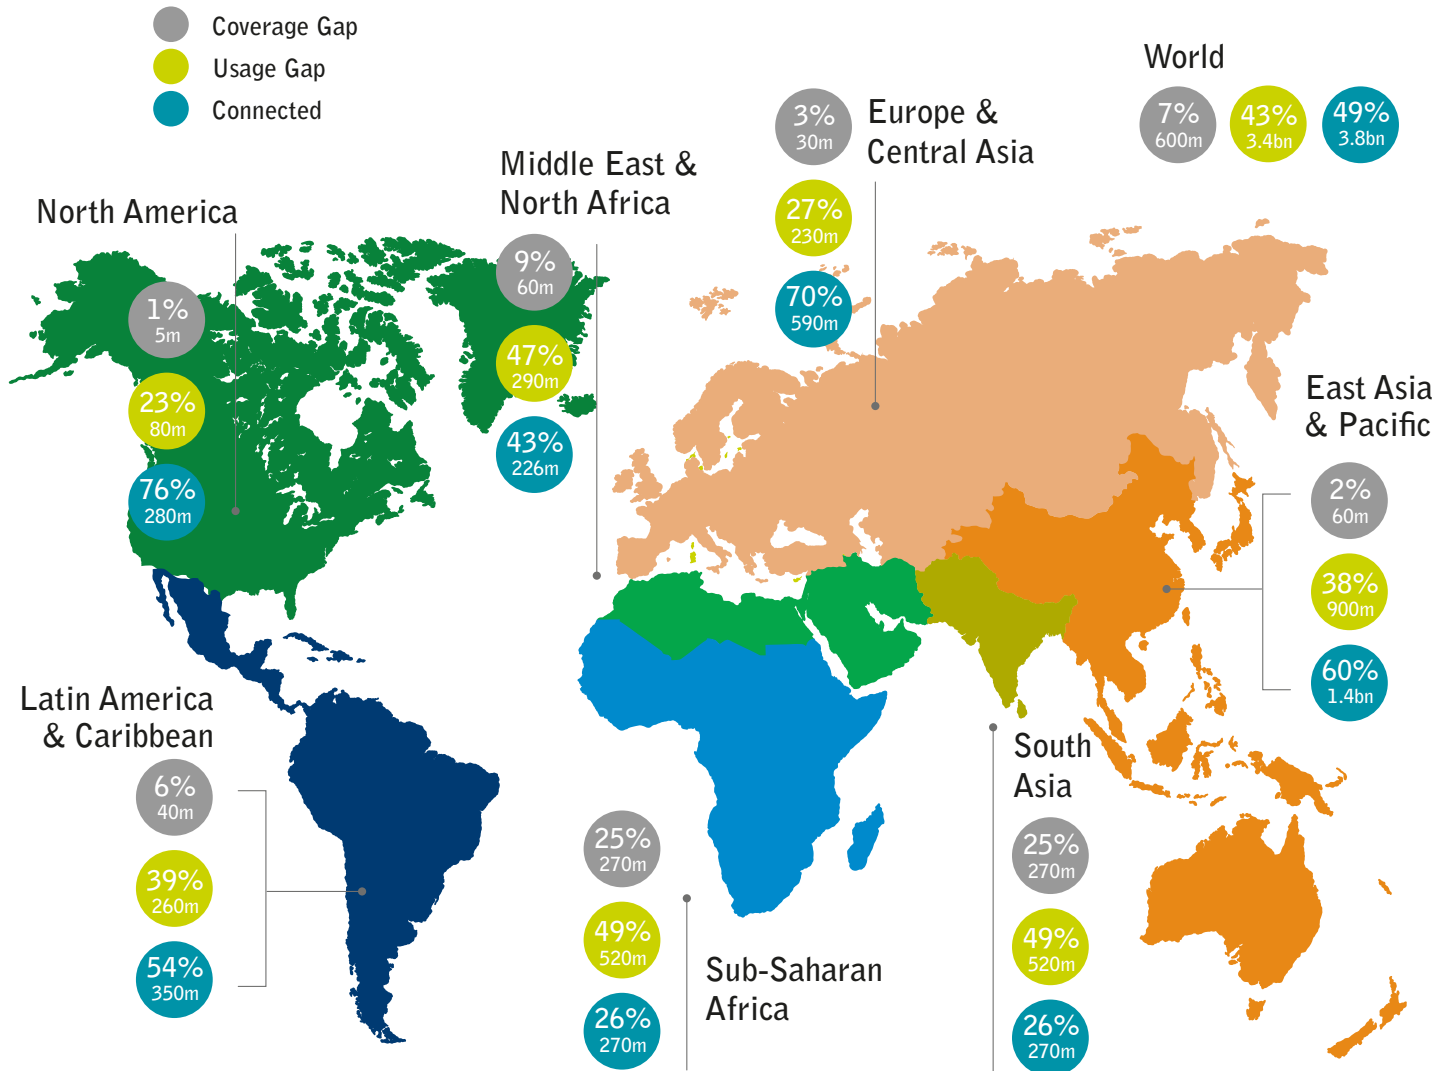 Coverage Gap
Usage Gap
Connected
World
7%
600m
43%
3.4bn
49%
3.8bn
Europe &
Central Asia
3%
30m
27%
230m
70%
590m
Middle East &
North Africa
9%
60m
47%
290m
43%
226m
North America
1%
5m
23%
80m
76%
280m
East Asia
& Pacific
2%
60m
38%
900m
60%
1.4bn
Latin America
& Caribbean
6%
40m
39%
260m
54%
350m
Sub-Saharan
Africa
25%
270m
49%
520m
26%
270m
South
Asia
25%
270m
49%
520m
26%
270m